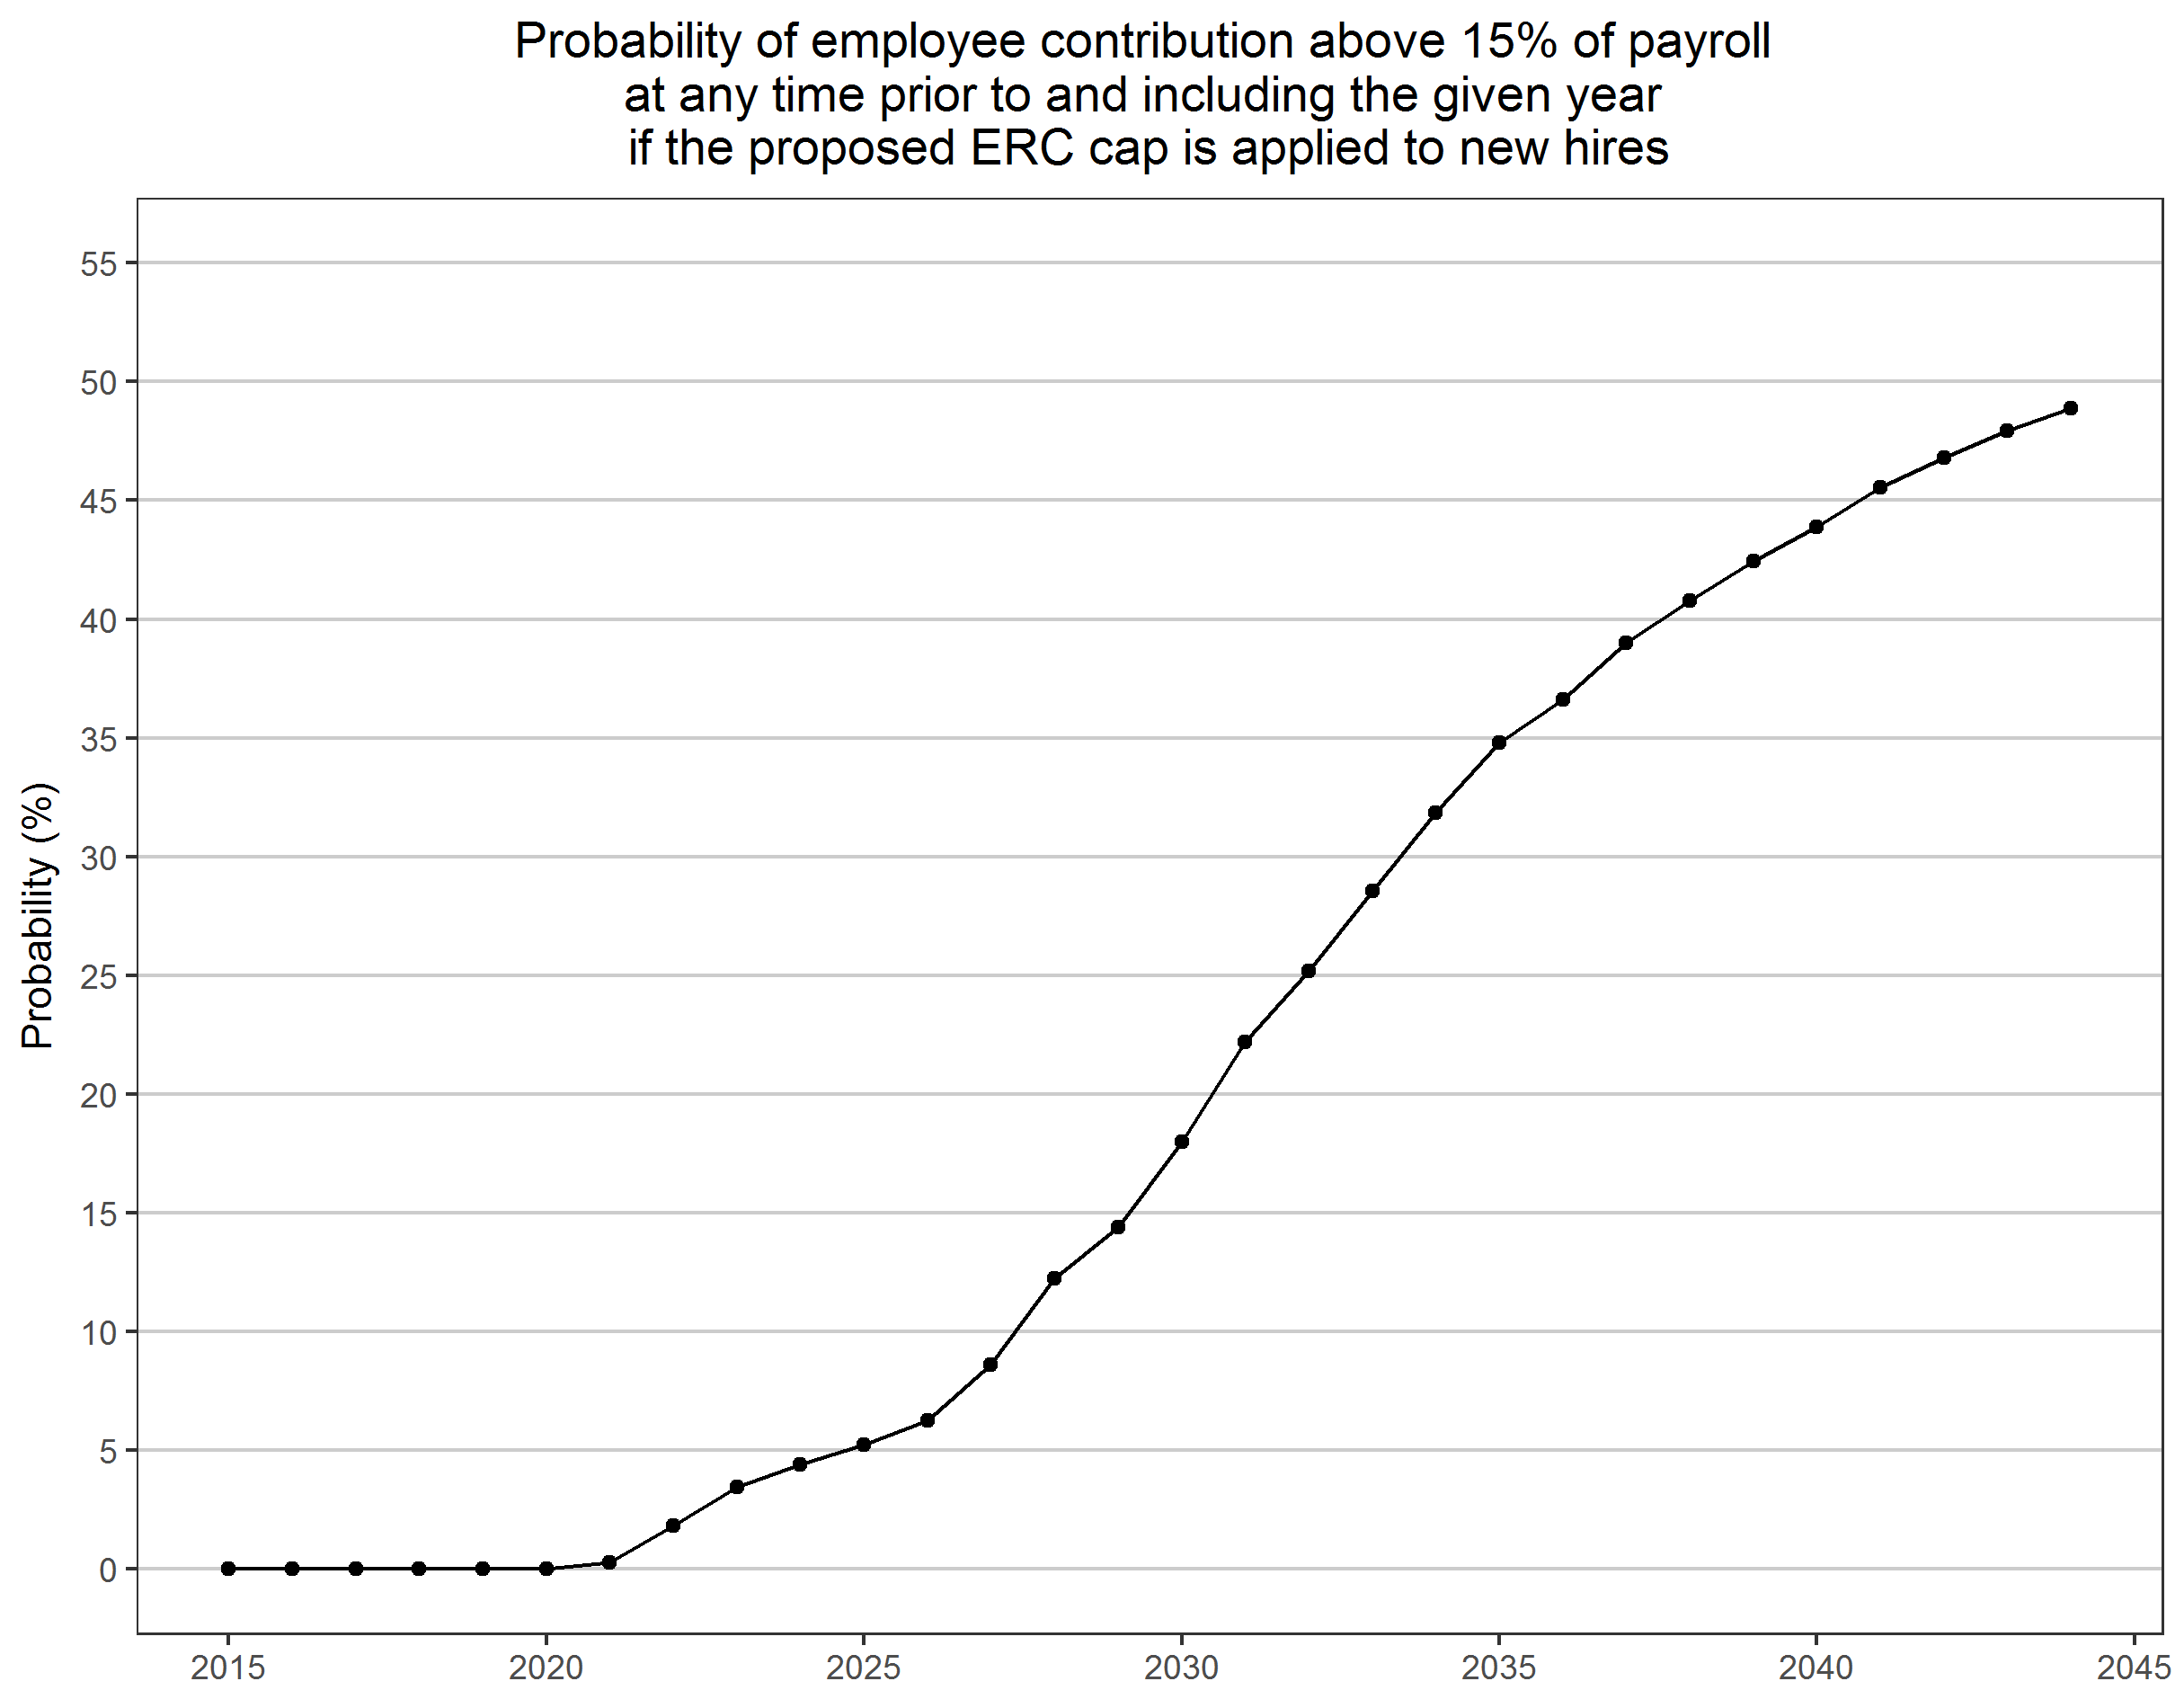 Probability of employee contribution above 15% of payroll
at any time prior to and including the given year
if the proposed ERC cap is applied to new hires
Probability (%)
55
50
45
40
35
30
25
20
15
10
5
0
2015 2020 2025 2030 2035 2040 2045